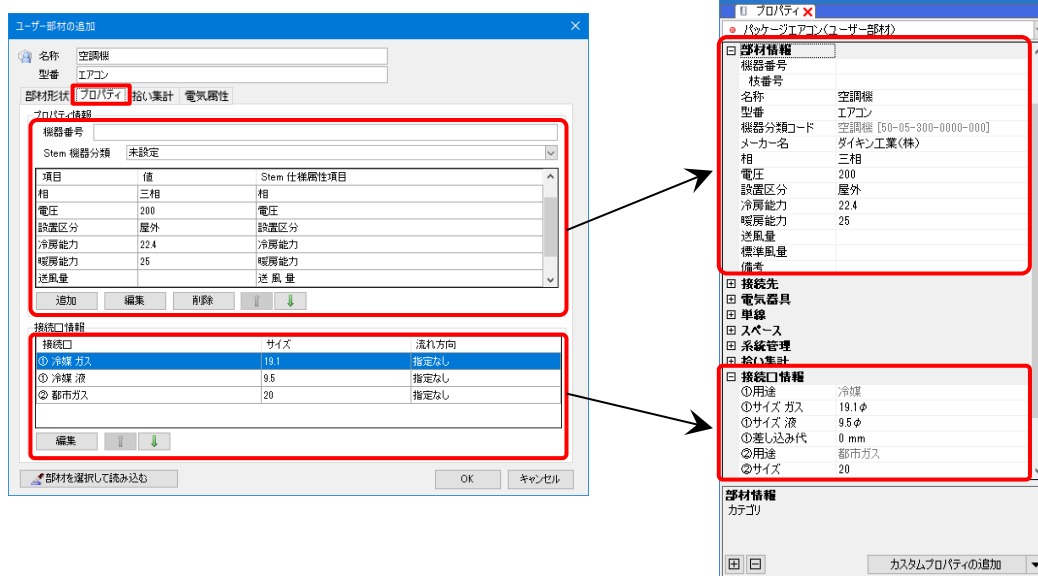 ユーザー部材の追加
名称 空調機
型番 エアコン
部材形状 プロパティ 拾い集計 電気属性
プロパティ情報
機器番号
Stem 機器分類 未設定
項目 値 Stem 仕様属性項目
相 三相 相
電圧 200 電圧
設置区分 屋外 設置区分
冷房能力 22.4 冷房能力
暖房能力 25 暖房能力
送風量 送 風 量
追加 編集 削除
接続口情報
接続口 サイズ 流れ方向
① 冷媒 ガス 19.1 指定なし
① 冷媒 液 9.5 指定なし
② 都市ガス 20 指定なし
編集
部材を選択して読み込む OK キャンセル
プロパティ
パッケージエアコン(ユーザー部材)
部材情報
機器番号
枝番号
名称 空調機
型番 エアコン
機器分類コード 空調機 [50-05-300-0000-000]
メーカー名 ダイキン工業(株)
相 三相
電圧 200
設置区分 屋外
冷房能力 22.4
暖房能力 25
送風量
標準風量
備考
接続先
電気器具
単線
スペース
系統管理
拾い集計
接続口情報
①用途 冷媒
①サイズ ガス 19.1φ
①サイズ 液 9.5φ
①差し込み代 0 mm
②用途 都市ガス
②サイズ 20
部材情報
カテゴリ
カスタムプロパティの追加